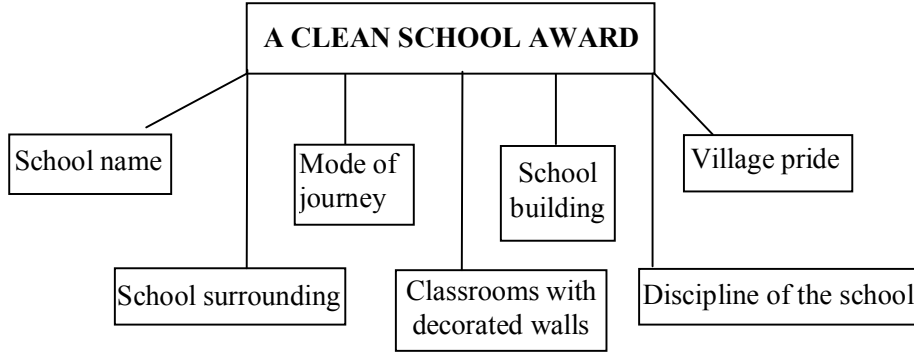 A CLEAN SCHOOL AWARD
School name
Mode of
journey
School
building
Village pride
School surrounding
Classrooms with
decorated walls
Discipline of the school